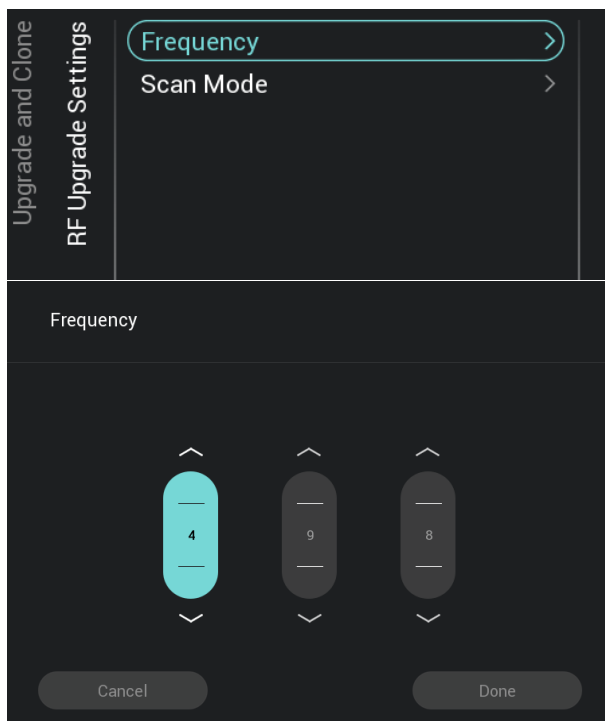 Upgrade and Clone
RF Upgrade Settings
Frequency
Scan Mode
Frequency
4 9 8
Cancel Done